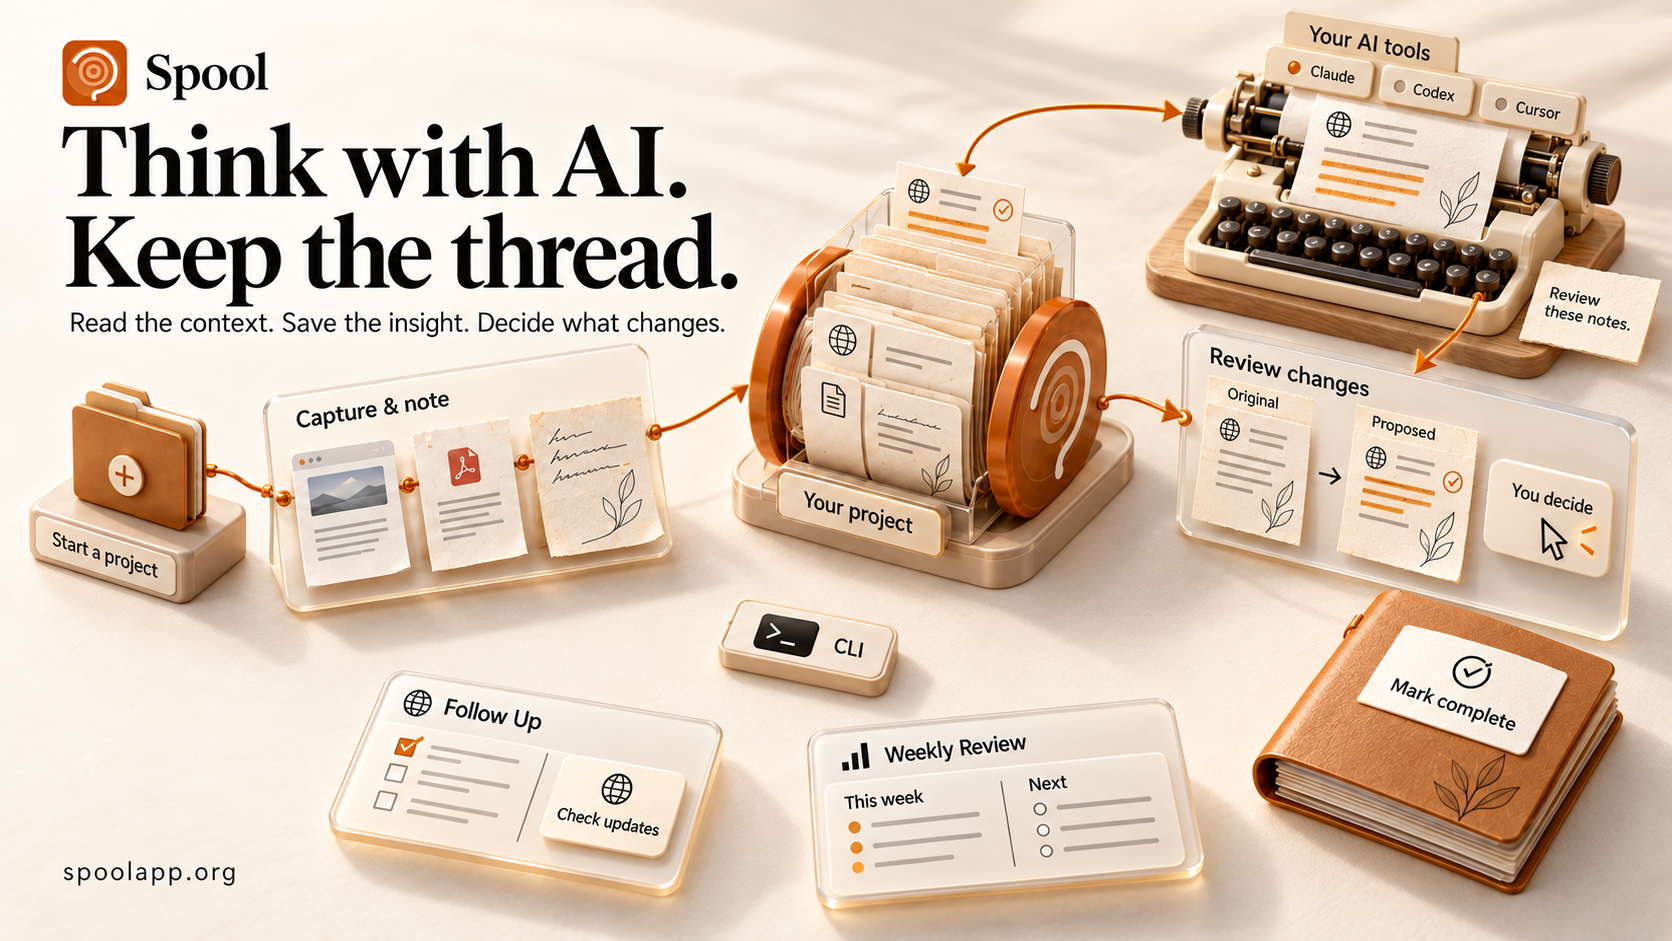 Spool
Think with AI.
Keep the thread.
Read the context. Save the insight. Decide what changes.
Your AI tools
Claude
Codex
Cursor
Review
these notes.
Start a project
Capture & note
Your project
Review changes
Original
Proposed
You decide
CLI
Mark complete
Follow Up
Check updates
Weekly Review
This week
Next
spoolapp.org